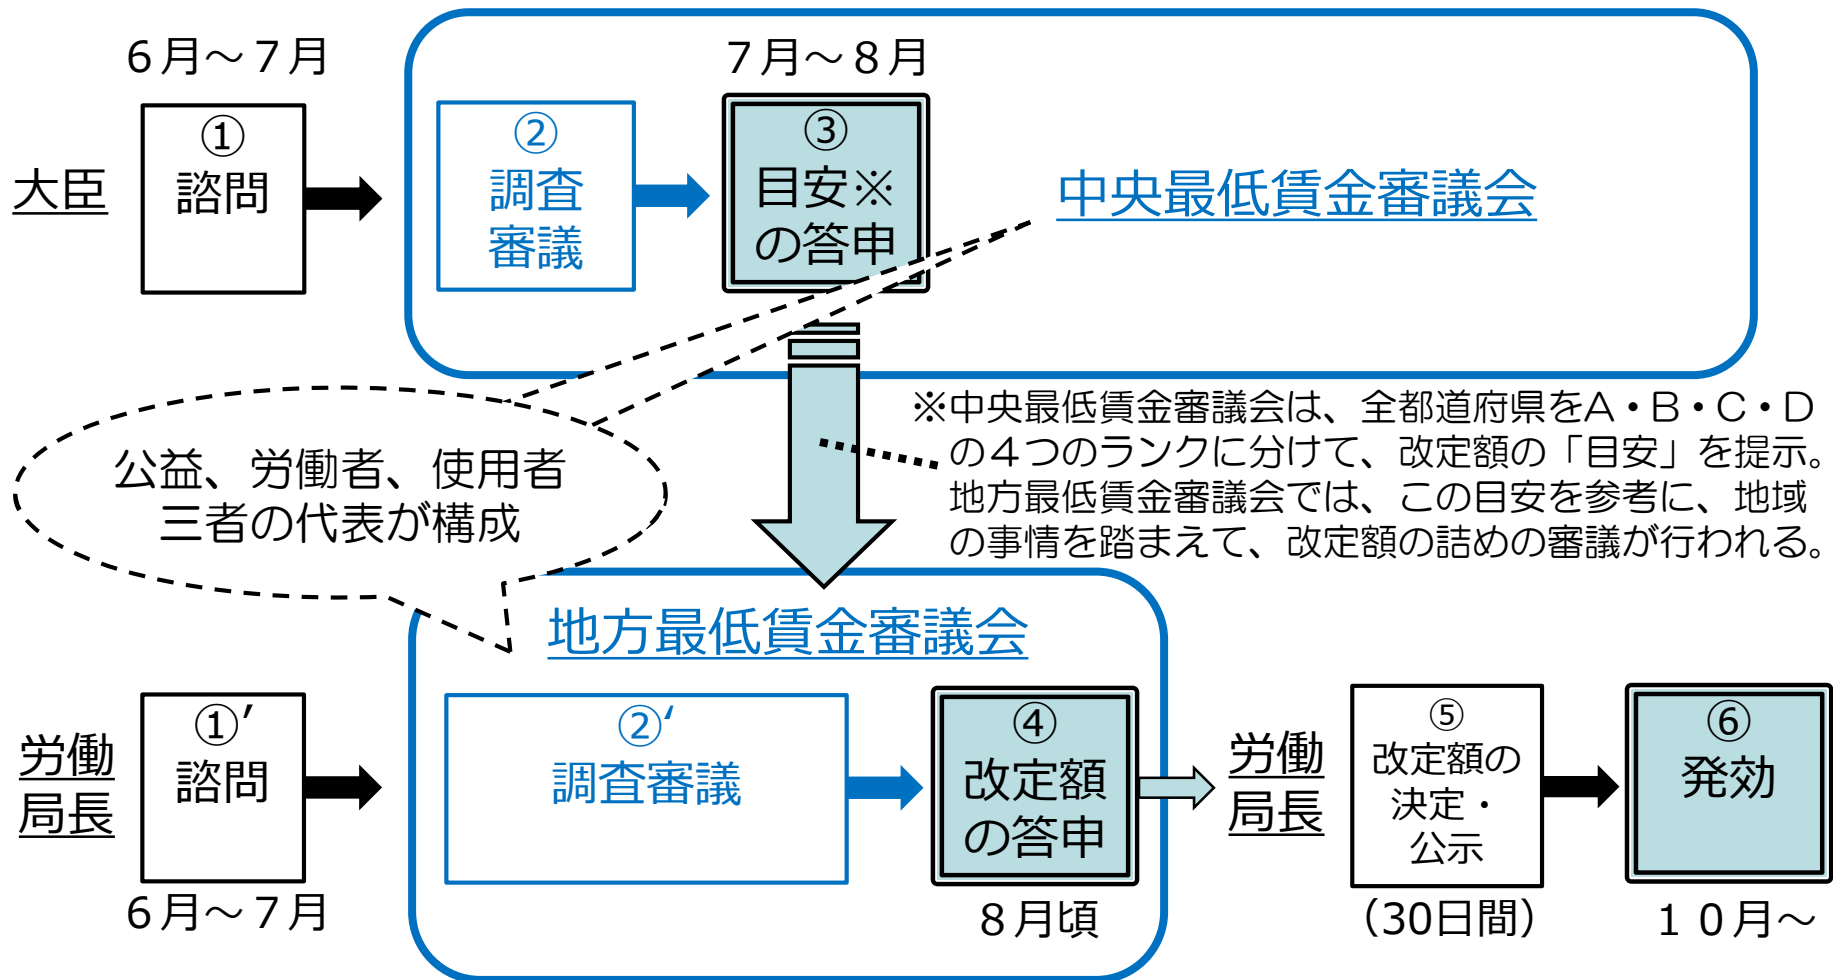 ６月～７月
７月～８月
大臣
①
諮問
②
調査
審議
③
目安※
の答申
中央最低賃金審議会
※中央最低賃金審議会は、全都道府県をA・B・C・D
の４つのランクに分けて、改定額の「目安」を提示。
地方最低賃金審議会では、この目安を参考に、地域
の事情を踏まえて、改定額の詰めの審議が行われる。
公益、労働者、使用者
三者の代表が構成
地方最低賃金審議会
労働
局長
①’
諮問
６月～７月
②‘
調査審議
④
改定額
の答申
８月頃
労働
局長
⑤
改定額の
決定・
公示
（30日間）
⑥
発効
１０月～